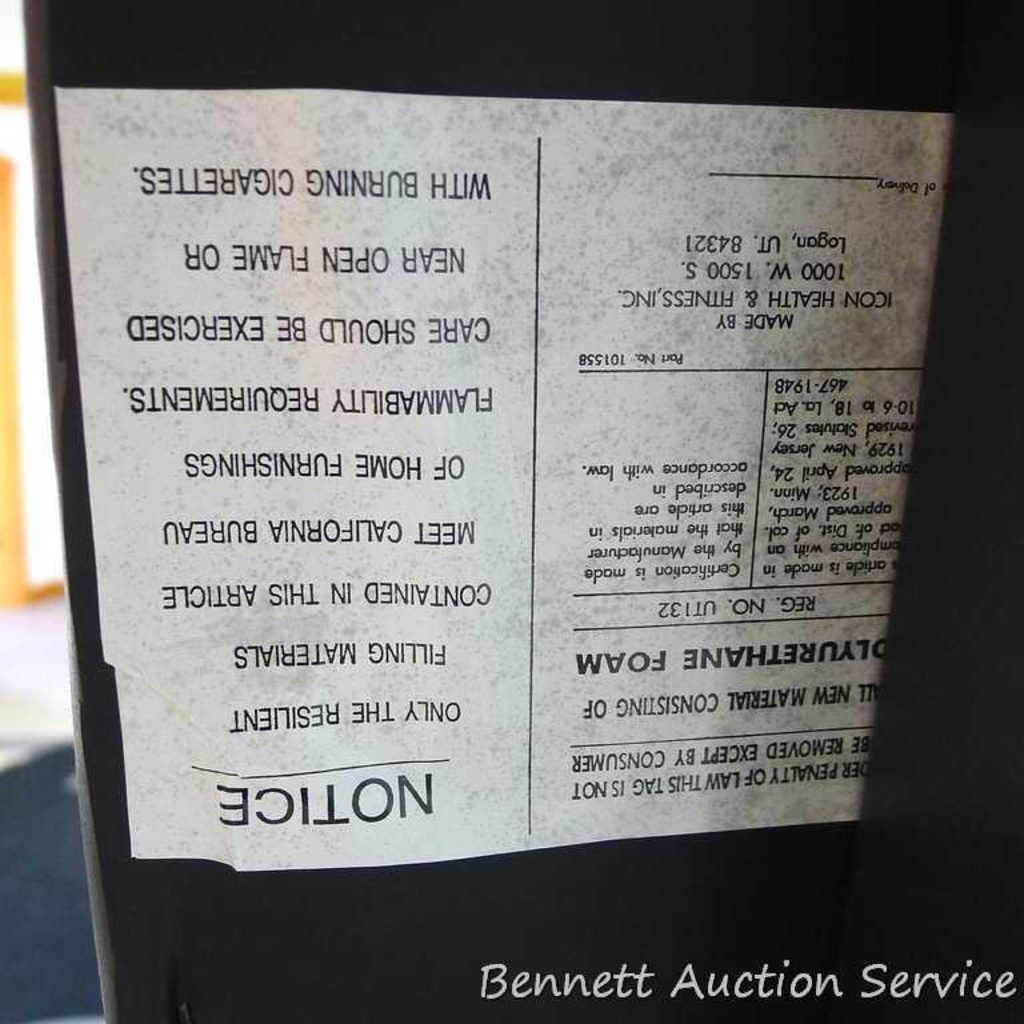 DER PENALTY OF LAW THIS TAG IS NOT
BE REMOVED EXCEPT BY CONSUMER
ALL NEW MATERIAL CONSISTING OF
OLYURETHANE FOAM
REG. NO. UT132
s article is made in
ompliance with an
act of: Dist. of col.
approved March,
1923; Minn.
approved April 24,
1929, New Jersey
revised Statutes 26;
10-6 to 18, La. Act
467-1948
Certification is made
by the Manufacturer
that the materials in
this article are
described in
accordance with law.
Part No. 101558
MADE BY
ICON HEALTH & FITNESS,INC.
1000 W. 1500 S.
Logan, UT. 84321
of Delivery
NOTICE
ONLY THE RESILIENT
FILLING MATERIALS
CONTAINED IN THIS ARTICLE
MEET CALIFORNIA BUREAU
OF HOME FURNISHINGS
FLAMMABILITY REQUIREMENTS.
CARE SHOULD BE EXERCISED
NEAR OPEN FLAME OR
WITH BURNING CIGARETTES.
Bennett Auction Service